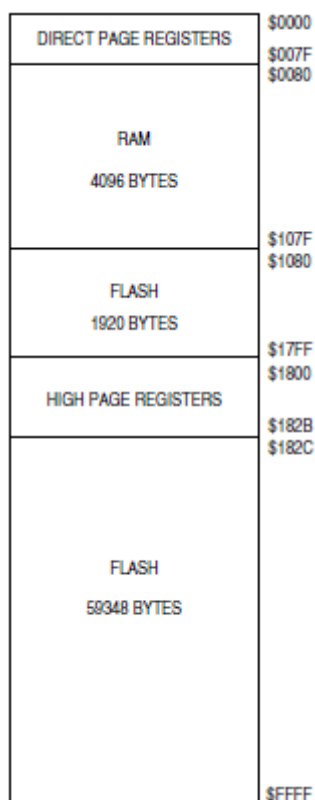 $0000
DIRECT PAGE REGISTERS
$007F
$0080
RAM
4096 BYTES
$107F
$1080
FLASH
1920 BYTES
$17FF
$1800
HIGH PAGE REGISTERS
$182B
$182C
FLASH
59348 BYTES
$FFFF